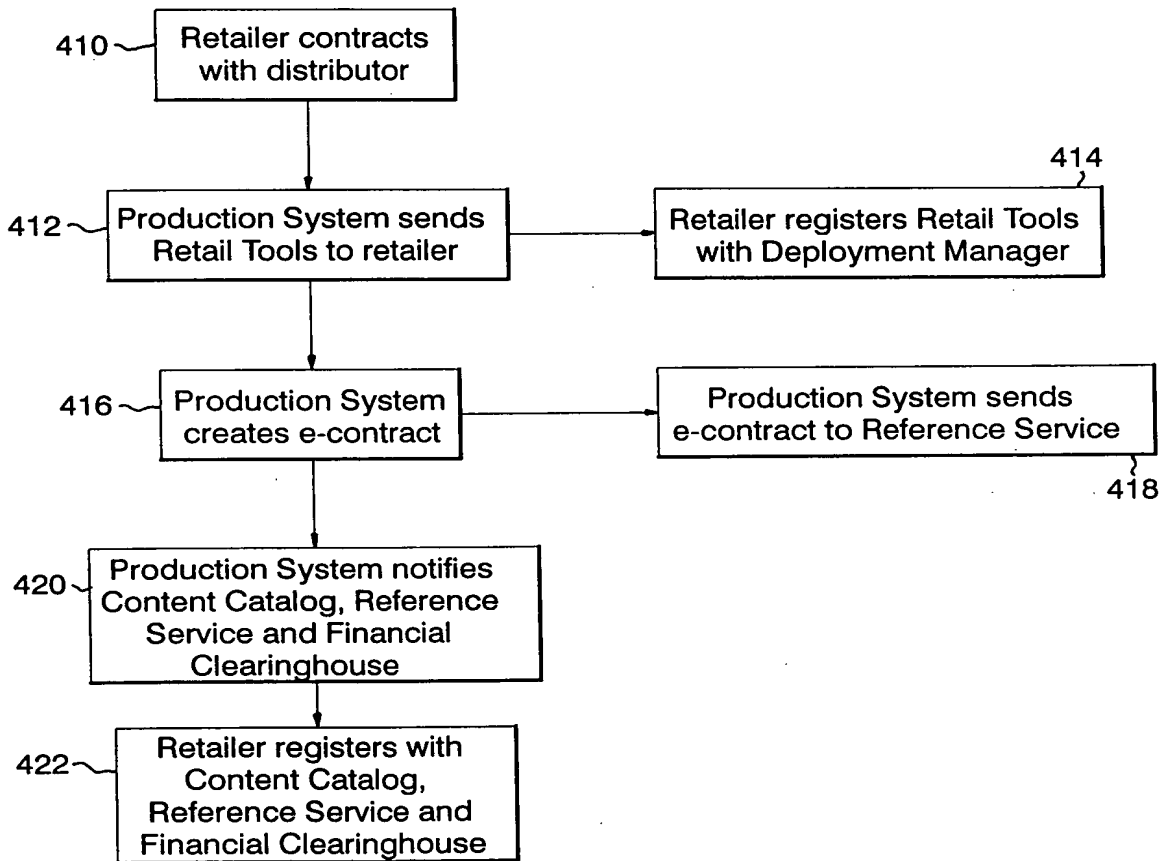 410
Retailer contracts
with distributor
412
Production System sends
Retail Tools to retailer
414
Retailer registers Retail Tools
with Deployment Manager
416
Production System
creates e-contract
Production System sends
e-contract to Reference Service
418
420
Production System notifies
Content Catalog, Reference
Service and Financial
Clearinghouse
422
Retailer registers with
Content Catalog,
Reference Service and
Financial Clearinghouse